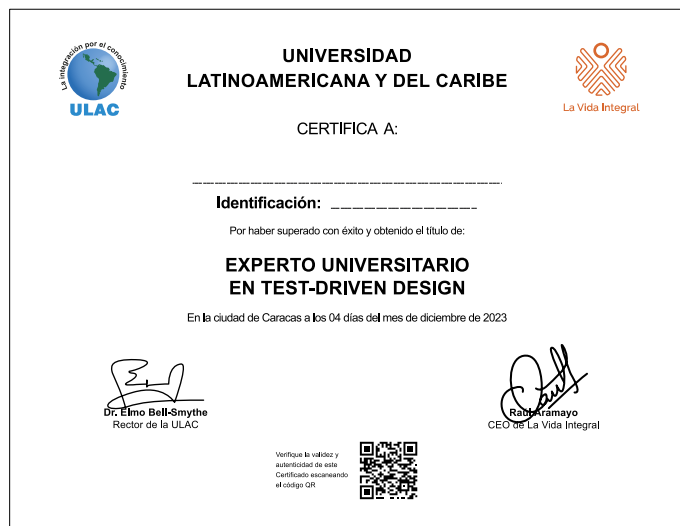 La integración por el conocimiento
ULAC
UNIVERSIDAD
LATINOAMERICANA Y DEL CARIBE
La Vida Integral
CERTIFICA A:
Identificación:
Por haber superado con éxito y obtenido el título de:
EXPERTO UNIVERSITARIO
EN TEST-DRIVEN DESIGN
En la ciudad de Caracas a los 04 días del mes de diciembre de 2023
Dr. Elmo Bell-Smythe
Rector de la ULAC
Raúl Aramayo
CEO de La Vida Integral
Verifique la validez y
autenticidad de este
Certificado escaneando
el código QR